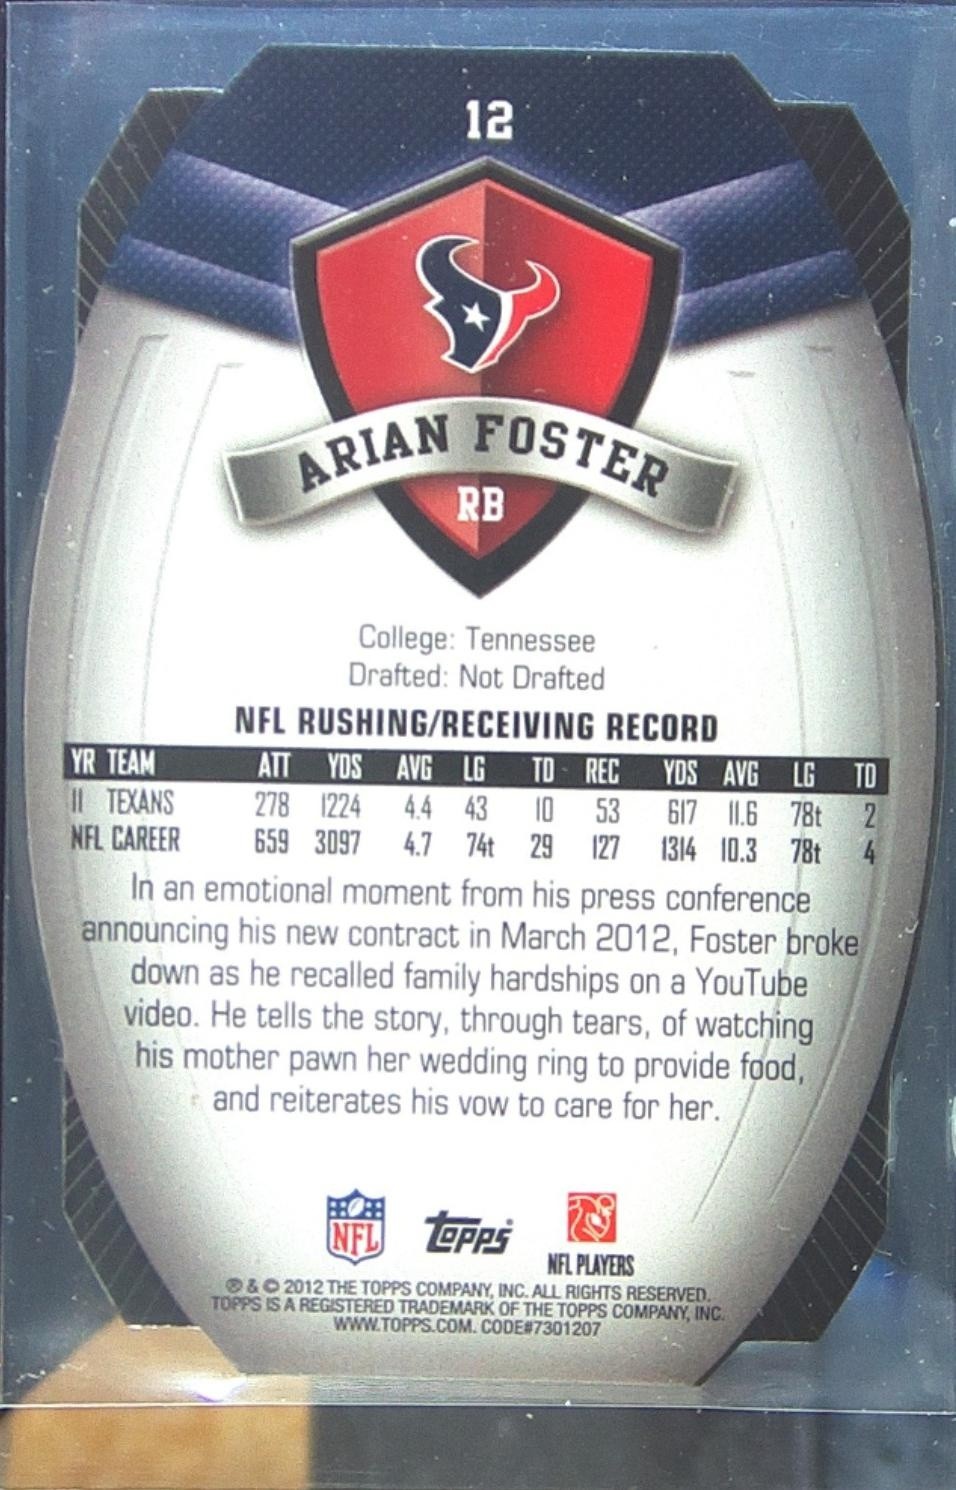 12
ARIAN FOSTER
RB
College: Tennessee
Drafted: Not Drafted
NFL RUSHING/RECEIVING RECORD
YR TEAM ATT YDS AVG LG TD REC YDS AVG LG TD
11 TEXANS 278 1224 4.4 43 10 53 617 11.6 78t 2
NFL CAREER 659 3097 4.7 74t 29 127 1314 10.3 78t 4
In an emotional moment from his press conference
announcing his new contract in March 2012, Foster broke
down as he recalled family hardships on a YouTube
video. He tells the story, through tears, of watching
his mother pawn her wedding ring to provide food,
and reiterates his vow to care for her.
NFL topps
NFL PLAYERS
® & © 2012 THE TOPPS COMPANY, INC. ALL RIGHTS RESERVED.
TOPPS IS A REGISTERED TRADEMARK OF THE TOPPS COMPANY, INC.
WWW.TOPPS.COM. CODE#7301207